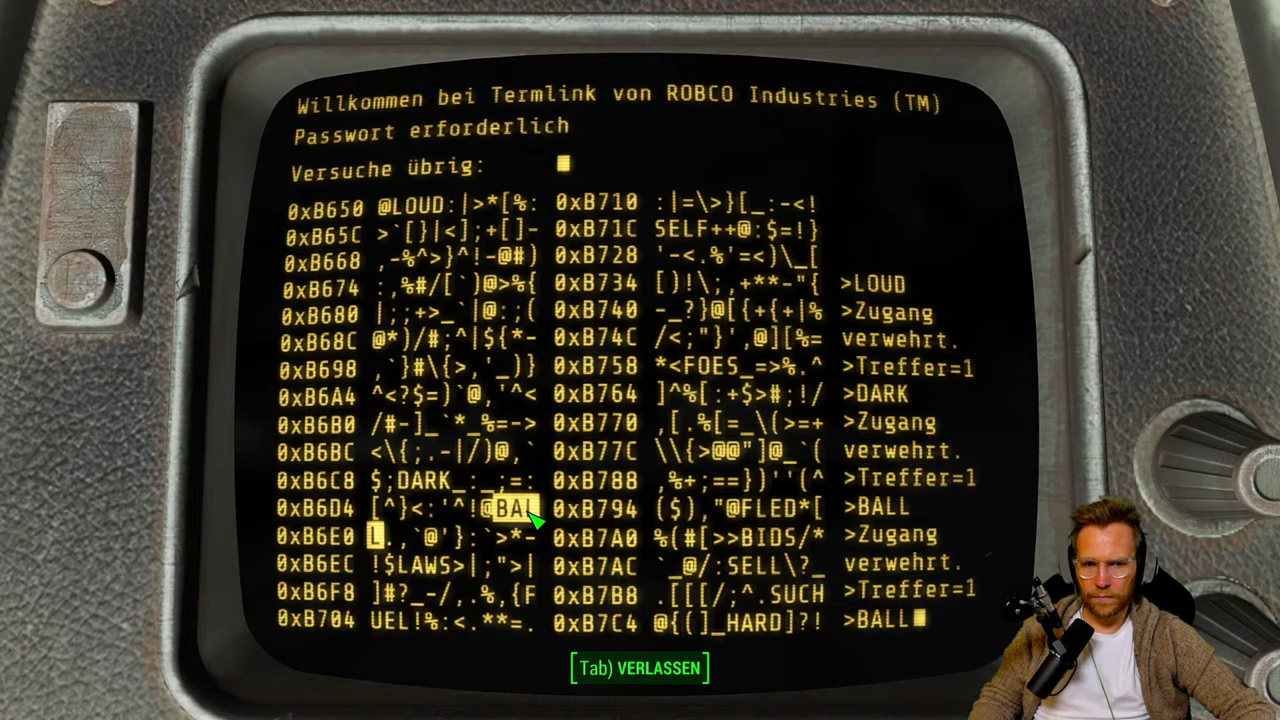 Willkommen bei Termlink von ROBCO Industries (TM)
Passwort erforderlich
Versuche übrig:
0xB650 @LOUD:|>*[%: 0xB710 :|=\>}[_:-<!
0xB65C >`[}|<];+[]- 0xB71C SELF++@:$=!}
0xB668 ,-%^>}^!-@#) 0xB728 '-<.%'=<)\_[
0xB674 :,%#/[`)@>%{ 0xB734 [)!\;,+**-"{ >LOUD
0xB680 |;;+>_`|@:;( 0xB740 -_?}@[{+{+|% >Zugang
0xB68C @*)/#;^|${*- 0xB74C /<;"}',@][%= verwehrt.
0xB698 ,`}#\{>,'_)} 0xB758 *<FOES_=>%.^ >Treffer=1
0xB6A4 ^<?$=)`@,'^< 0xB764 ]^%[:+$>#;!/ >DARK
0xB6B0 /#-]_`*_%=-> 0xB770 ,[.%[=_\(>=+ >Zugang
0xB6BC <\{;.-|/)@,` 0xB77C \\{>@@"]@_`( verwehrt.
0xB6C8 $;DARK_:_;=: 0xB788 ,%+;==})''(^ >Treffer=1
0xB6D4 [^}<:'^!@BAL 0xB794 ($),"@FLED*[ >BALL
0xB6E0 L.,`@'}:`>*- 0xB7A0 %(#[>>BIDS/* >Zugang
0xB6EC !$LAWS>|;">| 0xB7AC `_@/:SELL\?_ verwehrt.
0xB6F8 ]#?_-/,.%,{F 0xB7B8 .[[[/;^.SUCH >Treffer=1
0xB704 UEL!%:<.**=. 0xB7C4 @{(]_HARD]?! >BALL
Tab) VERLASSEN